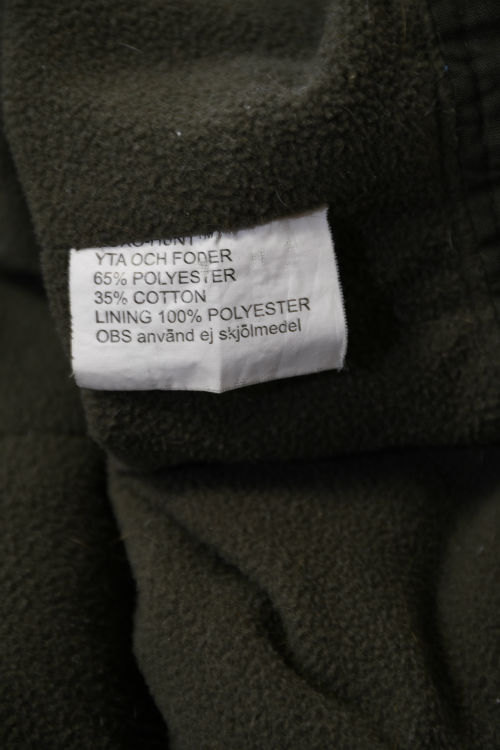 YTA OCH FODER
65% POLYESTER
35% COTTON
LINING 100% POLYESTER
OBS använd ej skjölmedel